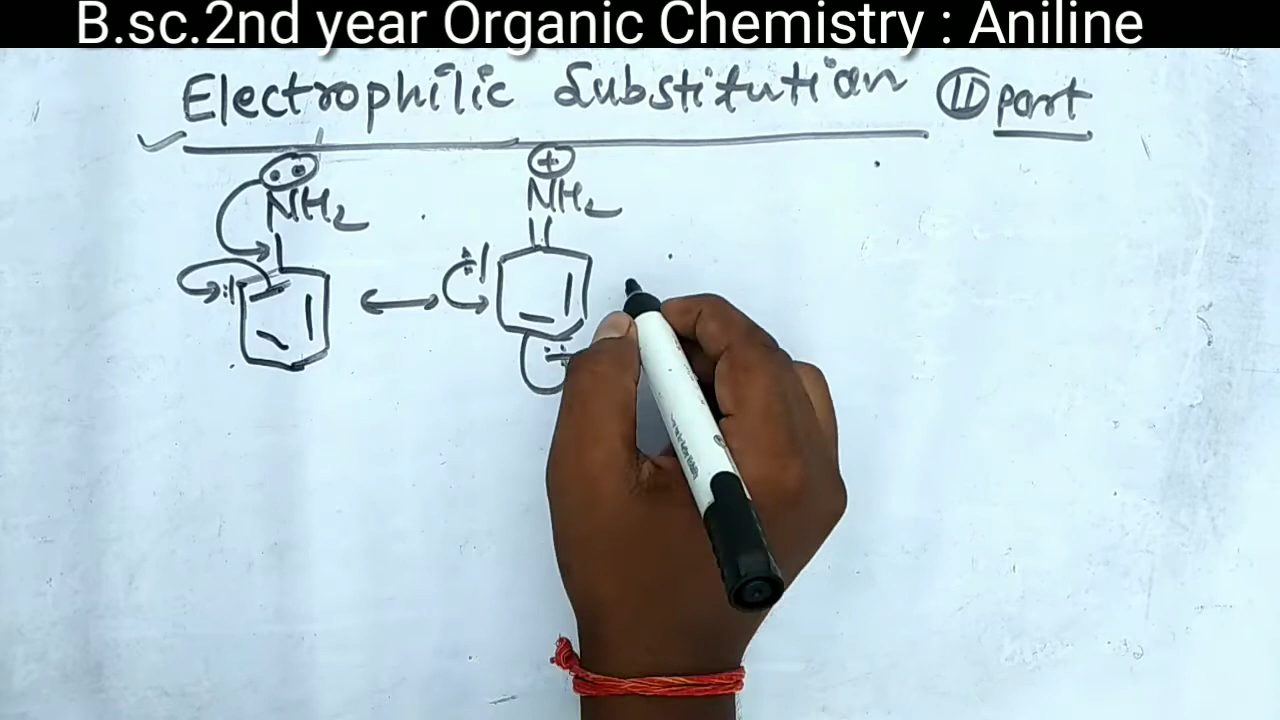 B.sc.2nd year Organic Chemistry : Aniline
Electrophilic Substitution II part
NH2 NH2